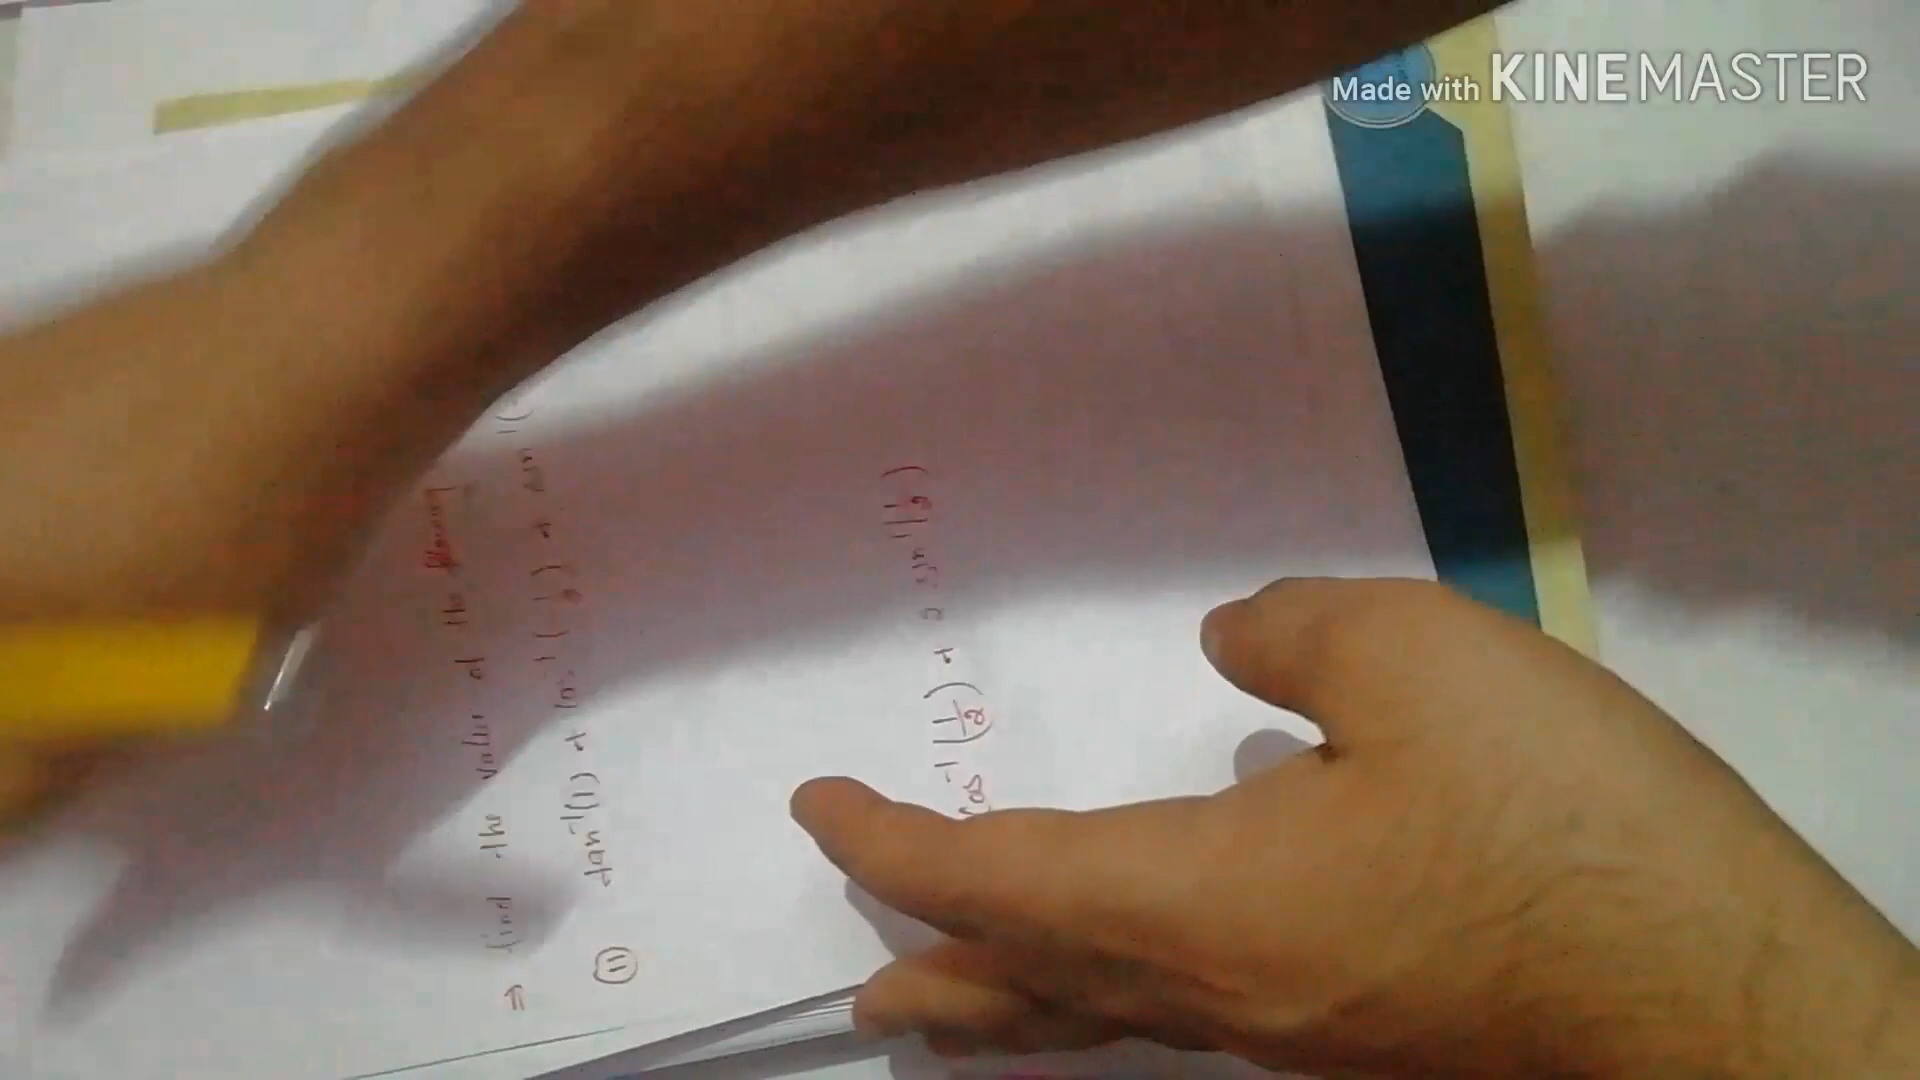 Made with KINEMASTER
⇒ find the value of the
⑪ tan⁻¹(1) + cos⁻¹(-1/2) + sin⁻¹(
cos⁻¹(1/2) + 2 sin⁻¹(1/2)